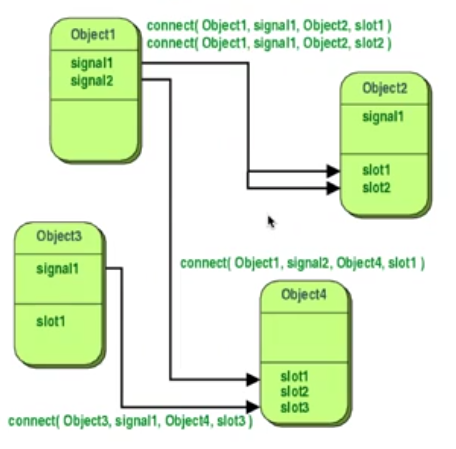 connect( Object1, signal1, Object2, slot1 )
connect( Object1, signal1, Object2, slot2 )
Object1
signal1
signal2
Object2
signal1
slot1
slot2
Object3
signal1
slot1
connect( Object1, signal2, Object4, slot1 )
Object4
slot1
slot2
slot3
connect( Object3, signal1, Object4, slot3 )